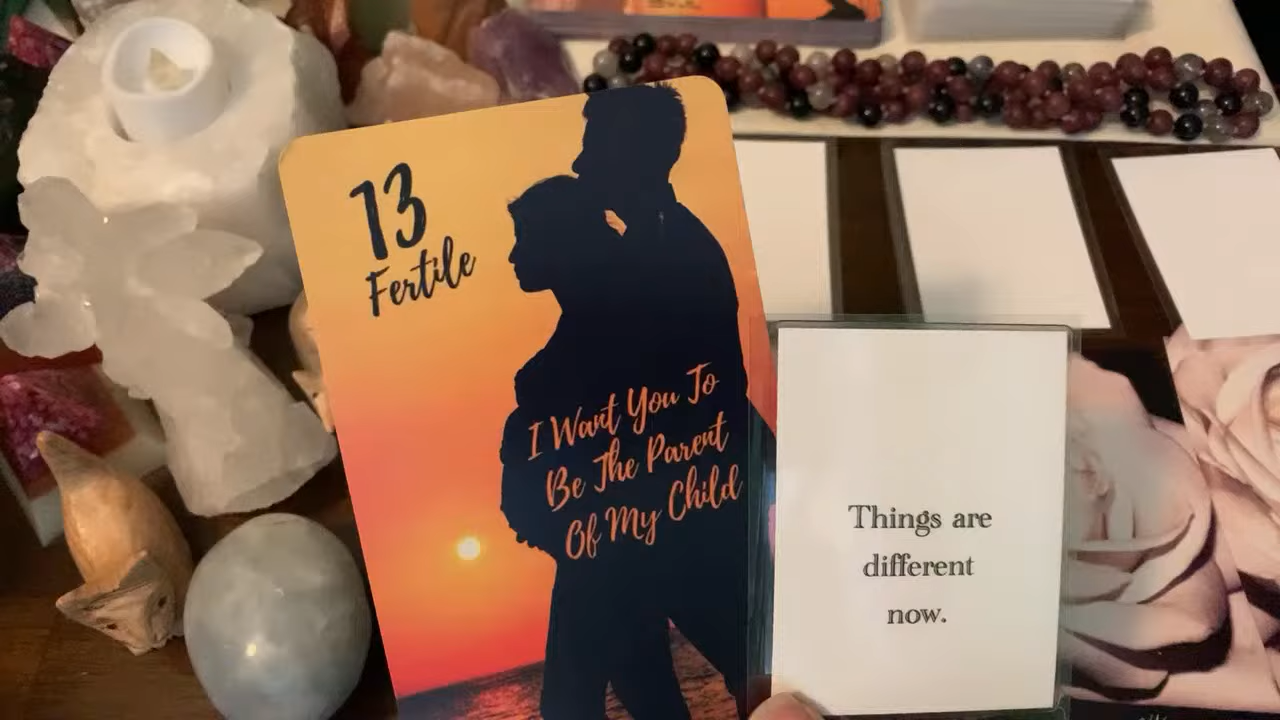 13
Fertile
I Want You To
Be The Parent
Of My Child
Things are
different
now.